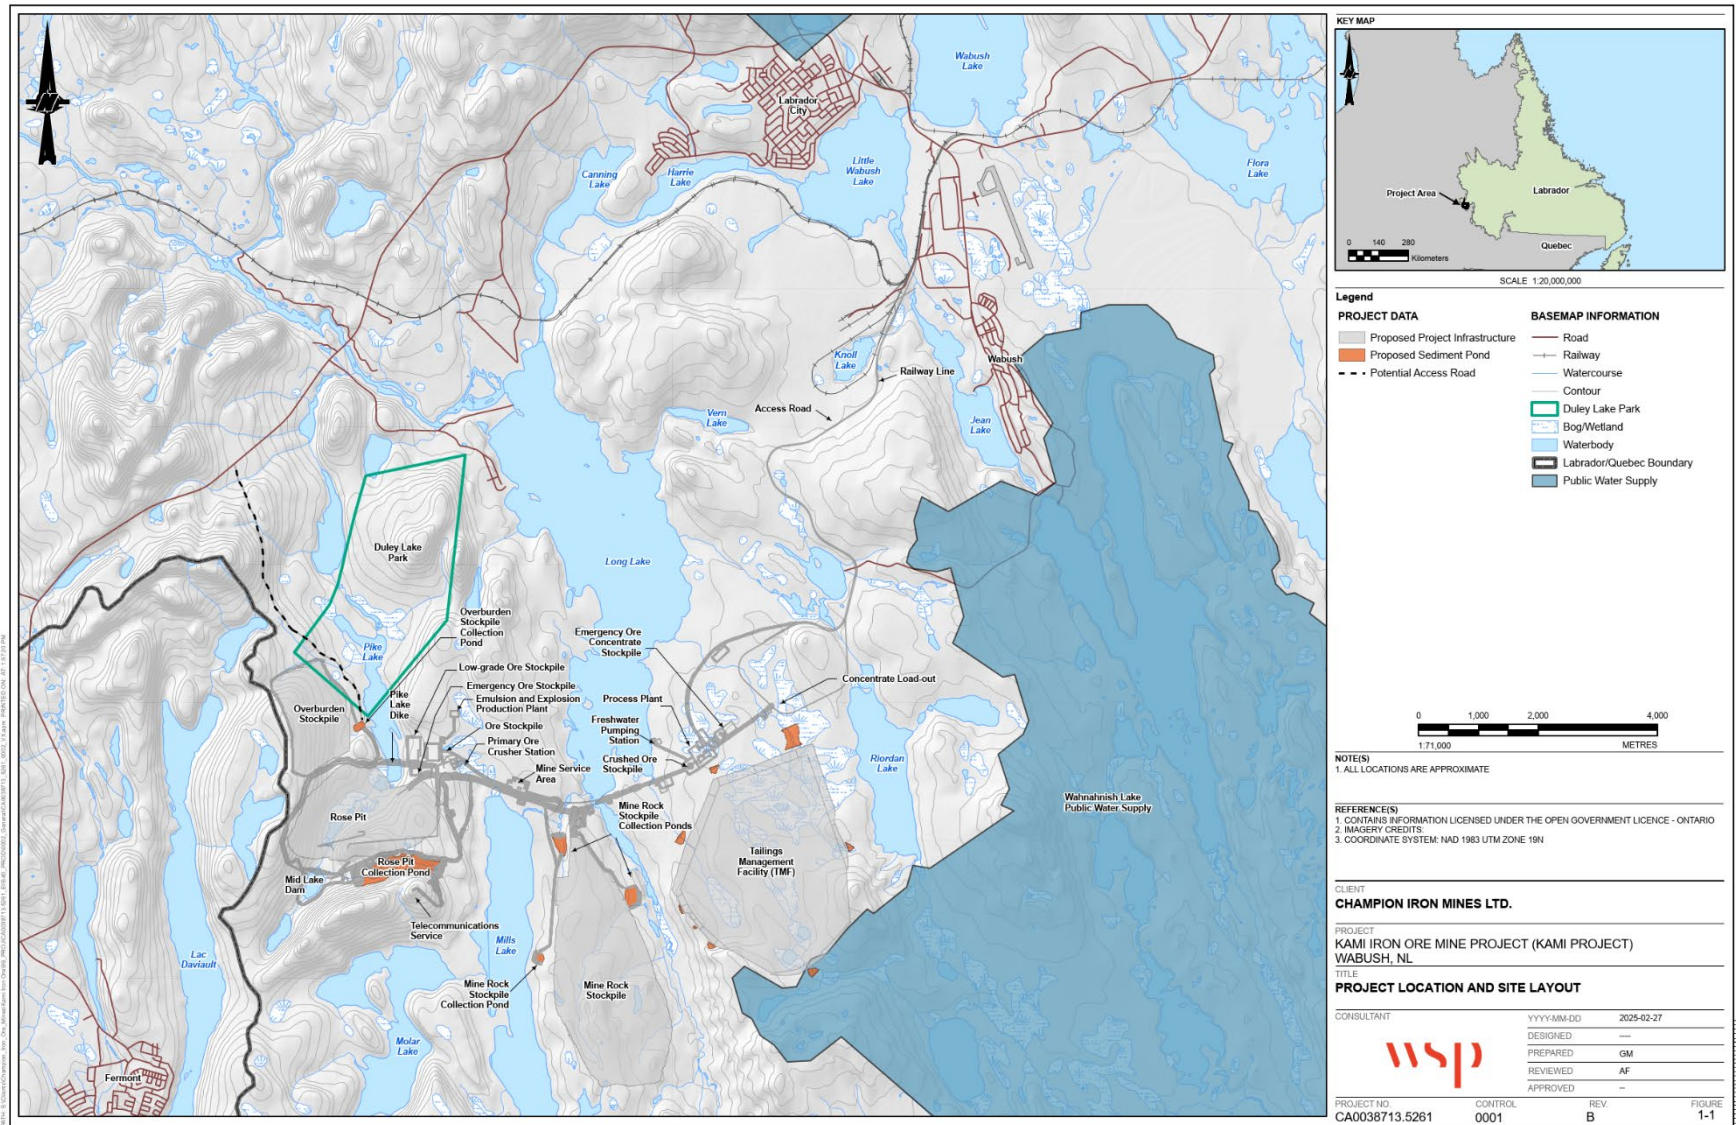 Wabush
Lake
Labrador
City
Little
Wabush
Lake
Flora
Lake
Canning
Lake
Harrie
Lake
Knoll
Lake
Railway Line
Wabush
Access Road
Vern
Lake
Jean
Lake
Duley Lake
Park
Long Lake
Overburden
Stockpile
Collection
Pond
Emergency Ore
Concentrate
Stockpile
Pike
Lake
Low-grade Ore Stockpile
Emergency Ore Stockpile
Emulsion and Explosion
Production Plant
Pike
Lake
Dike
Overburden
Stockpile
Ore Stockpile
Primary Ore
Crusher Station
Mine Service
Area
Process Plant
Freshwater
Pumping
Station
Crushed Ore
Stockpile
Concentrate Load-out
Riordan
Lake
Wahnahnish Lake
Public Water Supply
Rose Pit
Mine Rock
Stockpile
Collection Ponds
Tailings
Management
Facility (TMF)
Rose Pit
Collection Pond
Mid Lake
Dam
Telecommunications
Service
Mills
Lake
Lac
Daviault
Mine Rock
Stockpile
Collection Pond
Mine Rock
Stockpile
Molar
Lake
Fermont
KEY MAP
Project Area
Labrador
Quebec
0 140 280
Kilometers
SCALE 1:20,000,000
Legend
PROJECT DATA
Proposed Project Infrastructure
Proposed Sediment Pond
Potential Access Road
BASEMAP INFORMATION
Road
Railway
Watercourse
Contour
Duley Lake Park
Bog/Wetland
Waterbody
Labrador/Quebec Boundary
Public Water Supply
0 1,000 2,000 4,000
1:71,000 METRES
NOTE(S)
1. ALL LOCATIONS ARE APPROXIMATE
REFERENCE(S)
1. CONTAINS INFORMATION LICENSED UNDER THE OPEN GOVERNMENT LICENCE - ONTARIO
2. IMAGERY CREDITS:
3. COORDINATE SYSTEM: NAD 1983 UTM ZONE 19N
CLIENT
CHAMPION IRON MINES LTD.
PROJECT
KAMI IRON ORE MINE PROJECT (KAMI PROJECT)
WABUSH, NL
TITLE
PROJECT LOCATION AND SITE LAYOUT
CONSULTANT
wsp
YYYY-MM-DD 2025-02-27
DESIGNED ----
PREPARED GM
REVIEWED AF
APPROVED --
PROJECT NO. CONTROL REV. FIGURE
CA0038713.5261 0001 B 1-1